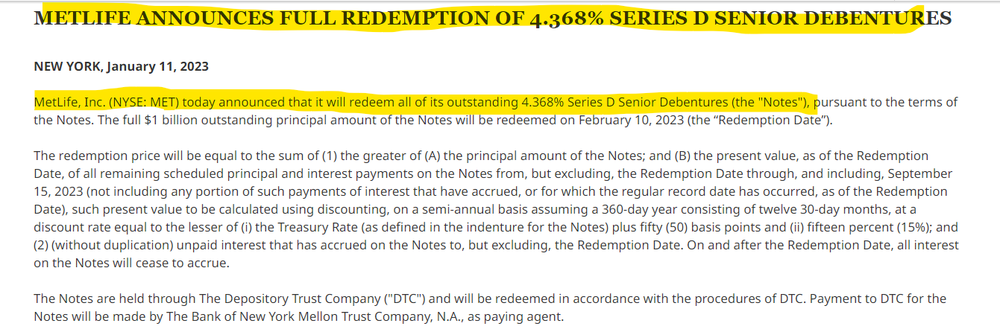 METLIFE ANNOUNCES FULL REDEMPTION OF 4.368% SERIES D SENIOR DEBENTURES
NEW YORK, January 11, 2023
MetLife, Inc. (NYSE: MET) today announced that it will redeem all of its outstanding 4.368% Series D Senior Debentures (the "Notes"), pursuant to the terms of
the Notes. The full $1 billion outstanding principal amount of the Notes will be redeemed on February 10, 2023 (the “Redemption Date”).
The redemption price will be equal to the sum of (1) the greater of (A) the principal amount of the Notes; and (B) the present value, as of the Redemption
Date, of all remaining scheduled principal and interest payments on the Notes from, but excluding, the Redemption Date through, and including, September
15, 2023 (not including any portion of such payments of interest that have accrued, or for which the regular record date has occurred, as of the Redemption
Date), such present value to be calculated using discounting, on a semi-annual basis assuming a 360-day year consisting of twelve 30-day months, at a
discount rate equal to the lesser of (i) the Treasury Rate (as defined in the indenture for the Notes) plus fifty (50) basis points and (ii) fifteen percent (15%); and
(2) (without duplication) unpaid interest that has accrued on the Notes to, but excluding, the Redemption Date. On and after the Redemption Date, all interest
on the Notes will cease to accrue.
The Notes are held through The Depository Trust Company ("DTC") and will be redeemed in accordance with the procedures of DTC. Payment to DTC for the
Notes will be made by The Bank of New York Mellon Trust Company, N.A., as paying agent.